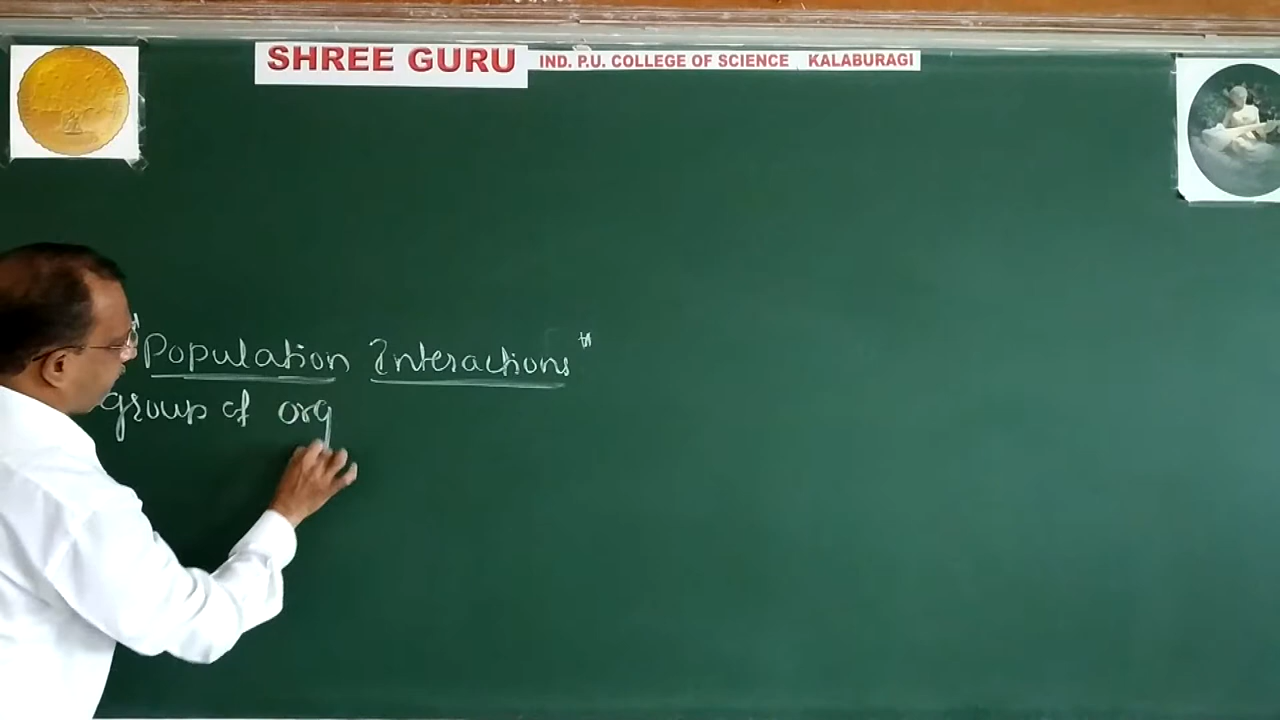 SHREE GURU IND. P.U. COLLEGE OF SCIENCE, KALABURAGI
Population Interactions
group of org